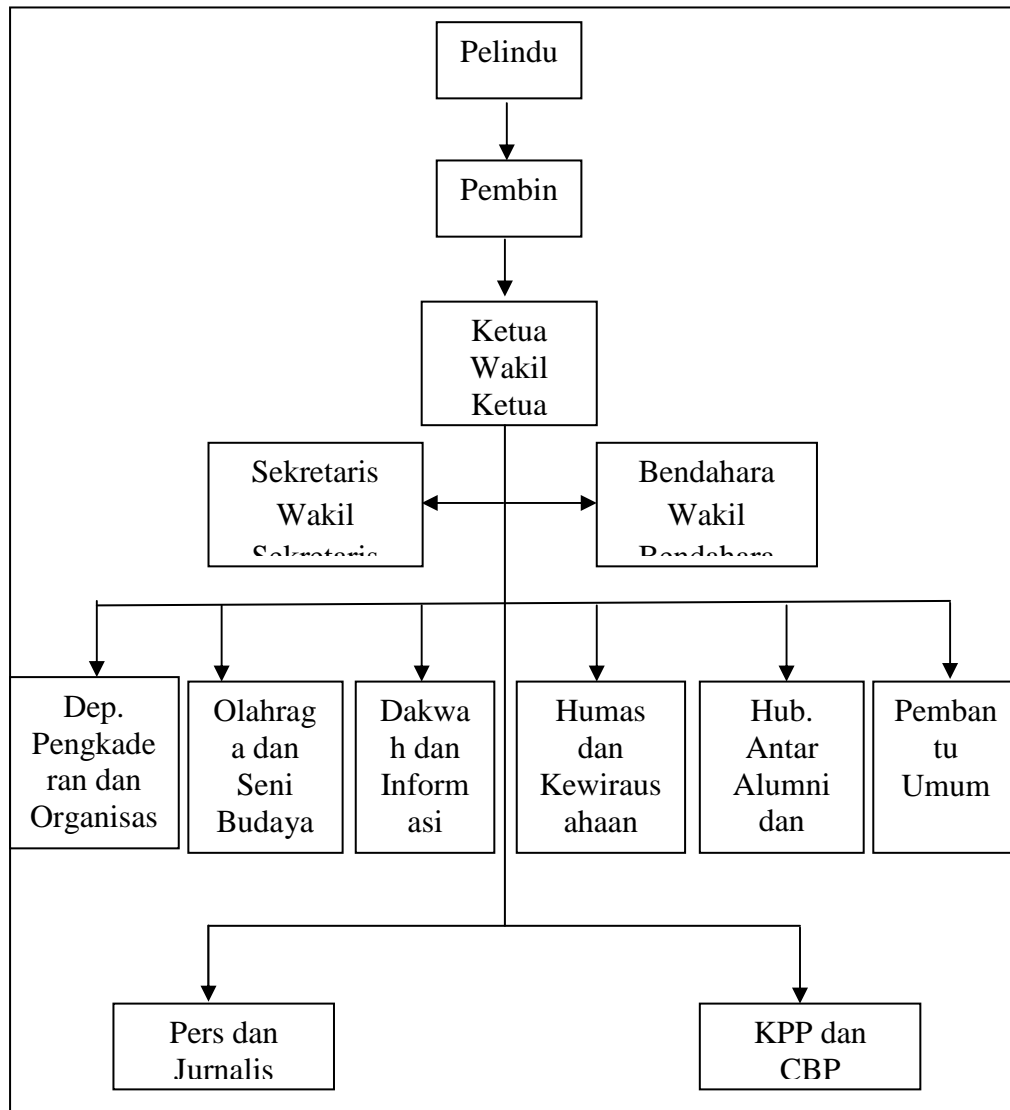 Pelindu
Pembin
Ketua
Wakil
Ketua
Sekretaris
Wakil
Sekretaris
Bendahara
Wakil
Bendahara
Dep.
Pengkade
ran dan
Organisas
Olahrag
a dan
Seni
Budaya
Dakwa
h dan
Inform
asi
Humas
dan
Kewiraus
ahaan
Hub.
Antar
Alumni
dan
Pemban
tu
Umum
Pers dan
Jurnalis
KPP dan
CBP